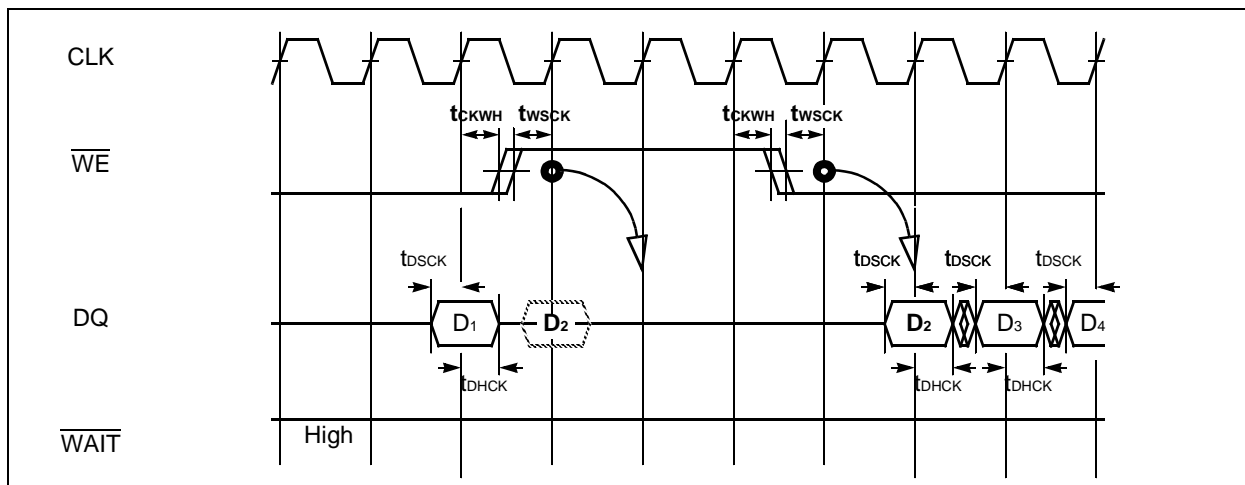 CLK
tCKWH tWSCK tCKWH tWSCK
WE
tDSCK tDSCK tDSCK tDSCK
DQ D1 D2 D2 D3 D4
tDHCK tDHCK tDHCK
High
WAIT